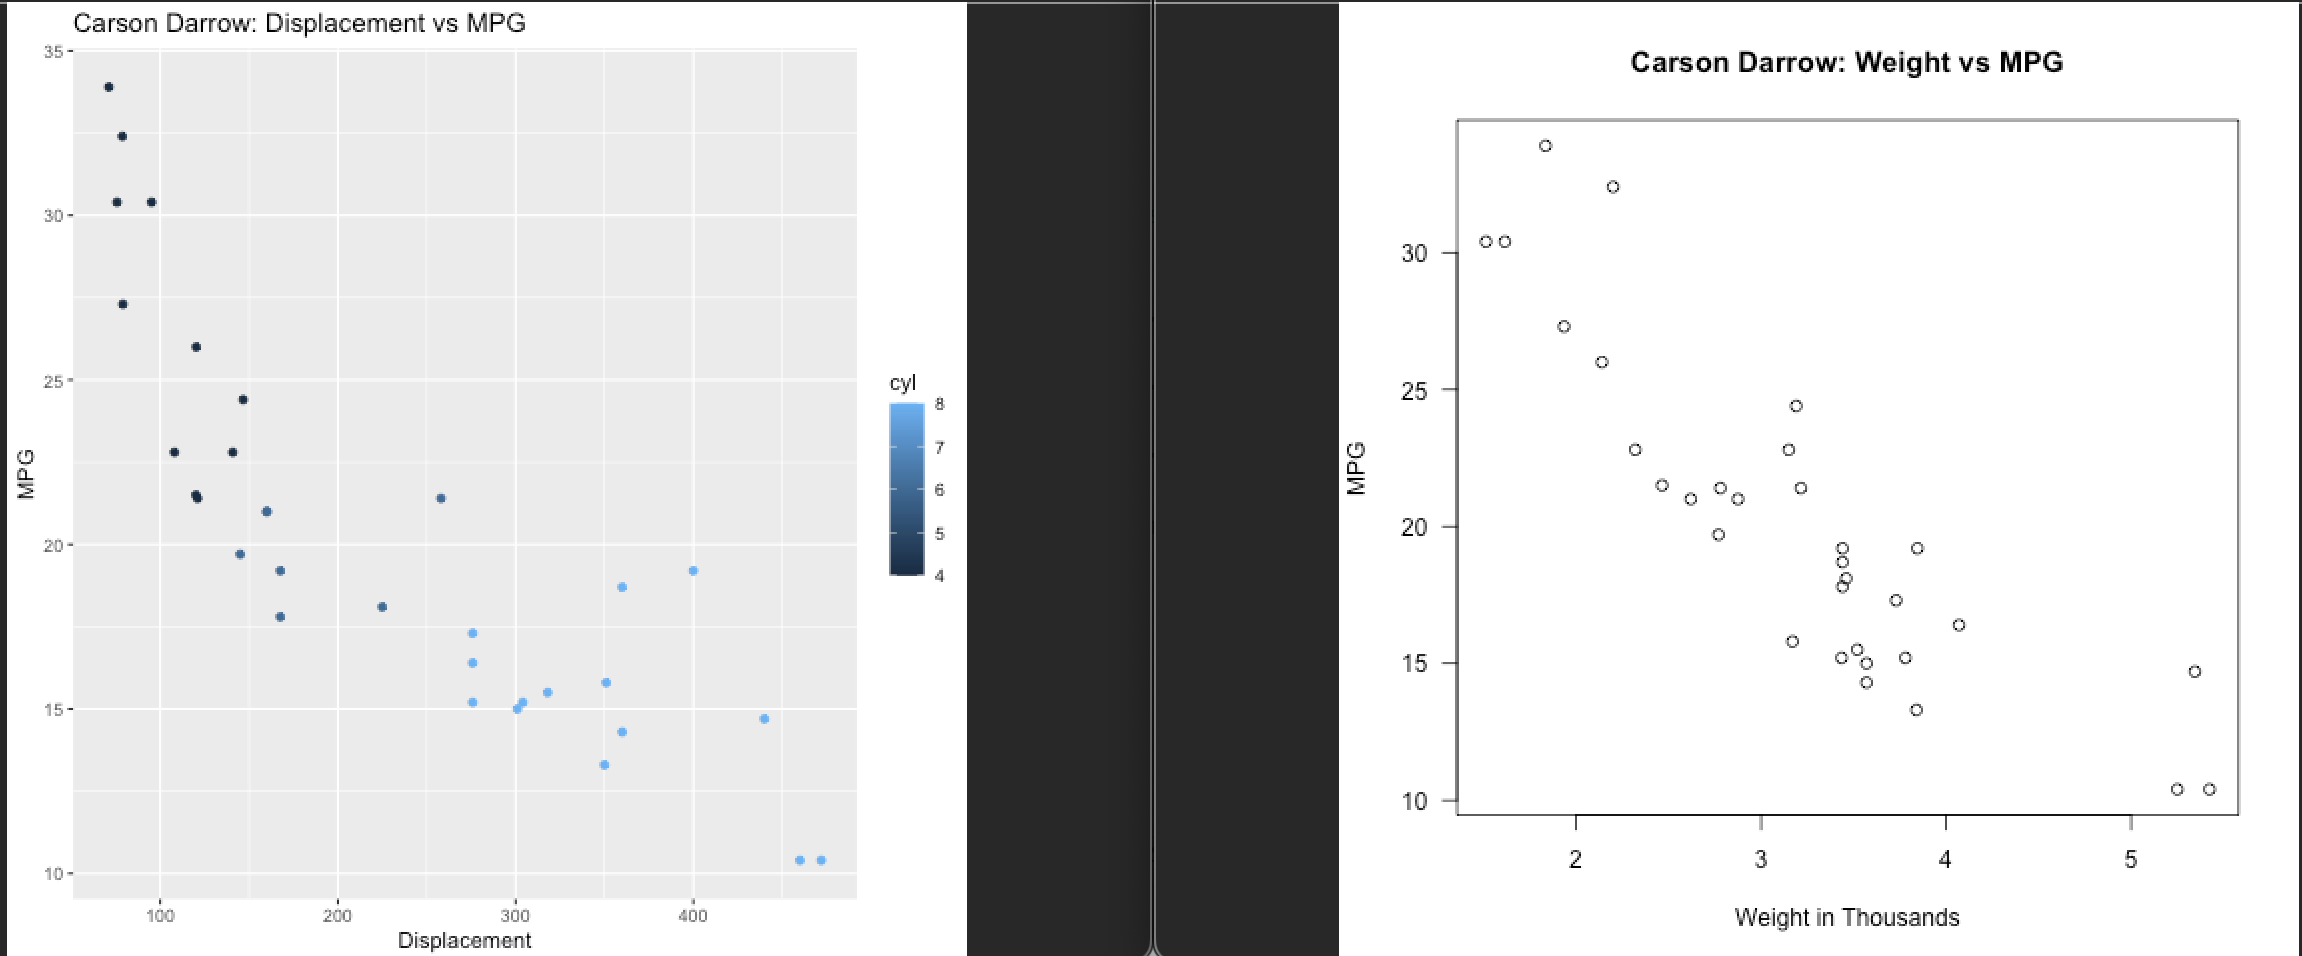 Carson Darrow: Displacement vs MPG
35
30
25
20
15
10
MPG
100 200 300 400
Displacement
cyl
8
7
6
5
4
Carson Darrow: Weight vs MPG
30
25
20
15
10
MPG
2 3 4 5
Weight in Thousands